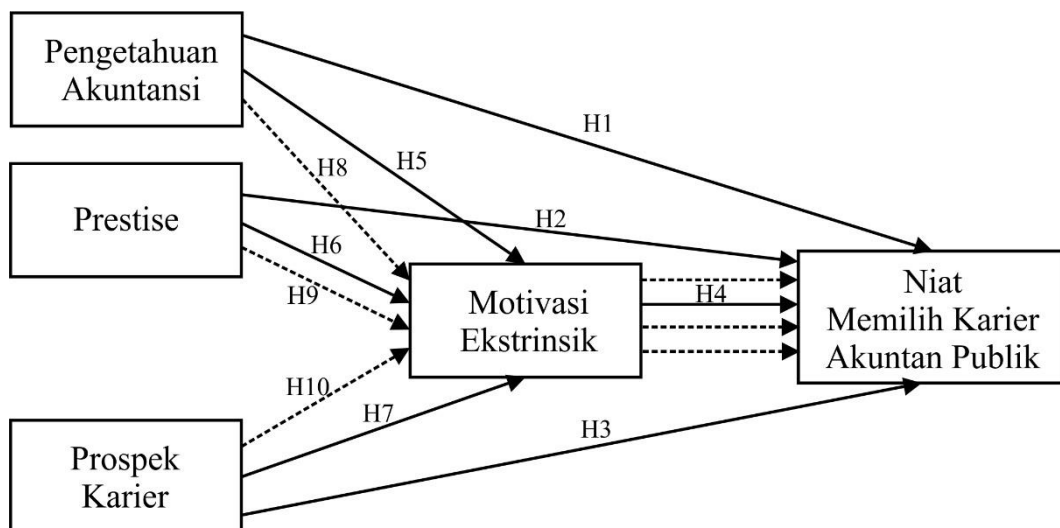 Pengetahuan
Akuntansi
H1
H5
H8
Prestise
H2
H6
H9
Motivasi
Ekstrinsik
H4
Niat
Memilih Karier
Akuntan Publik
H10
H7
H3
Prospek
Karier